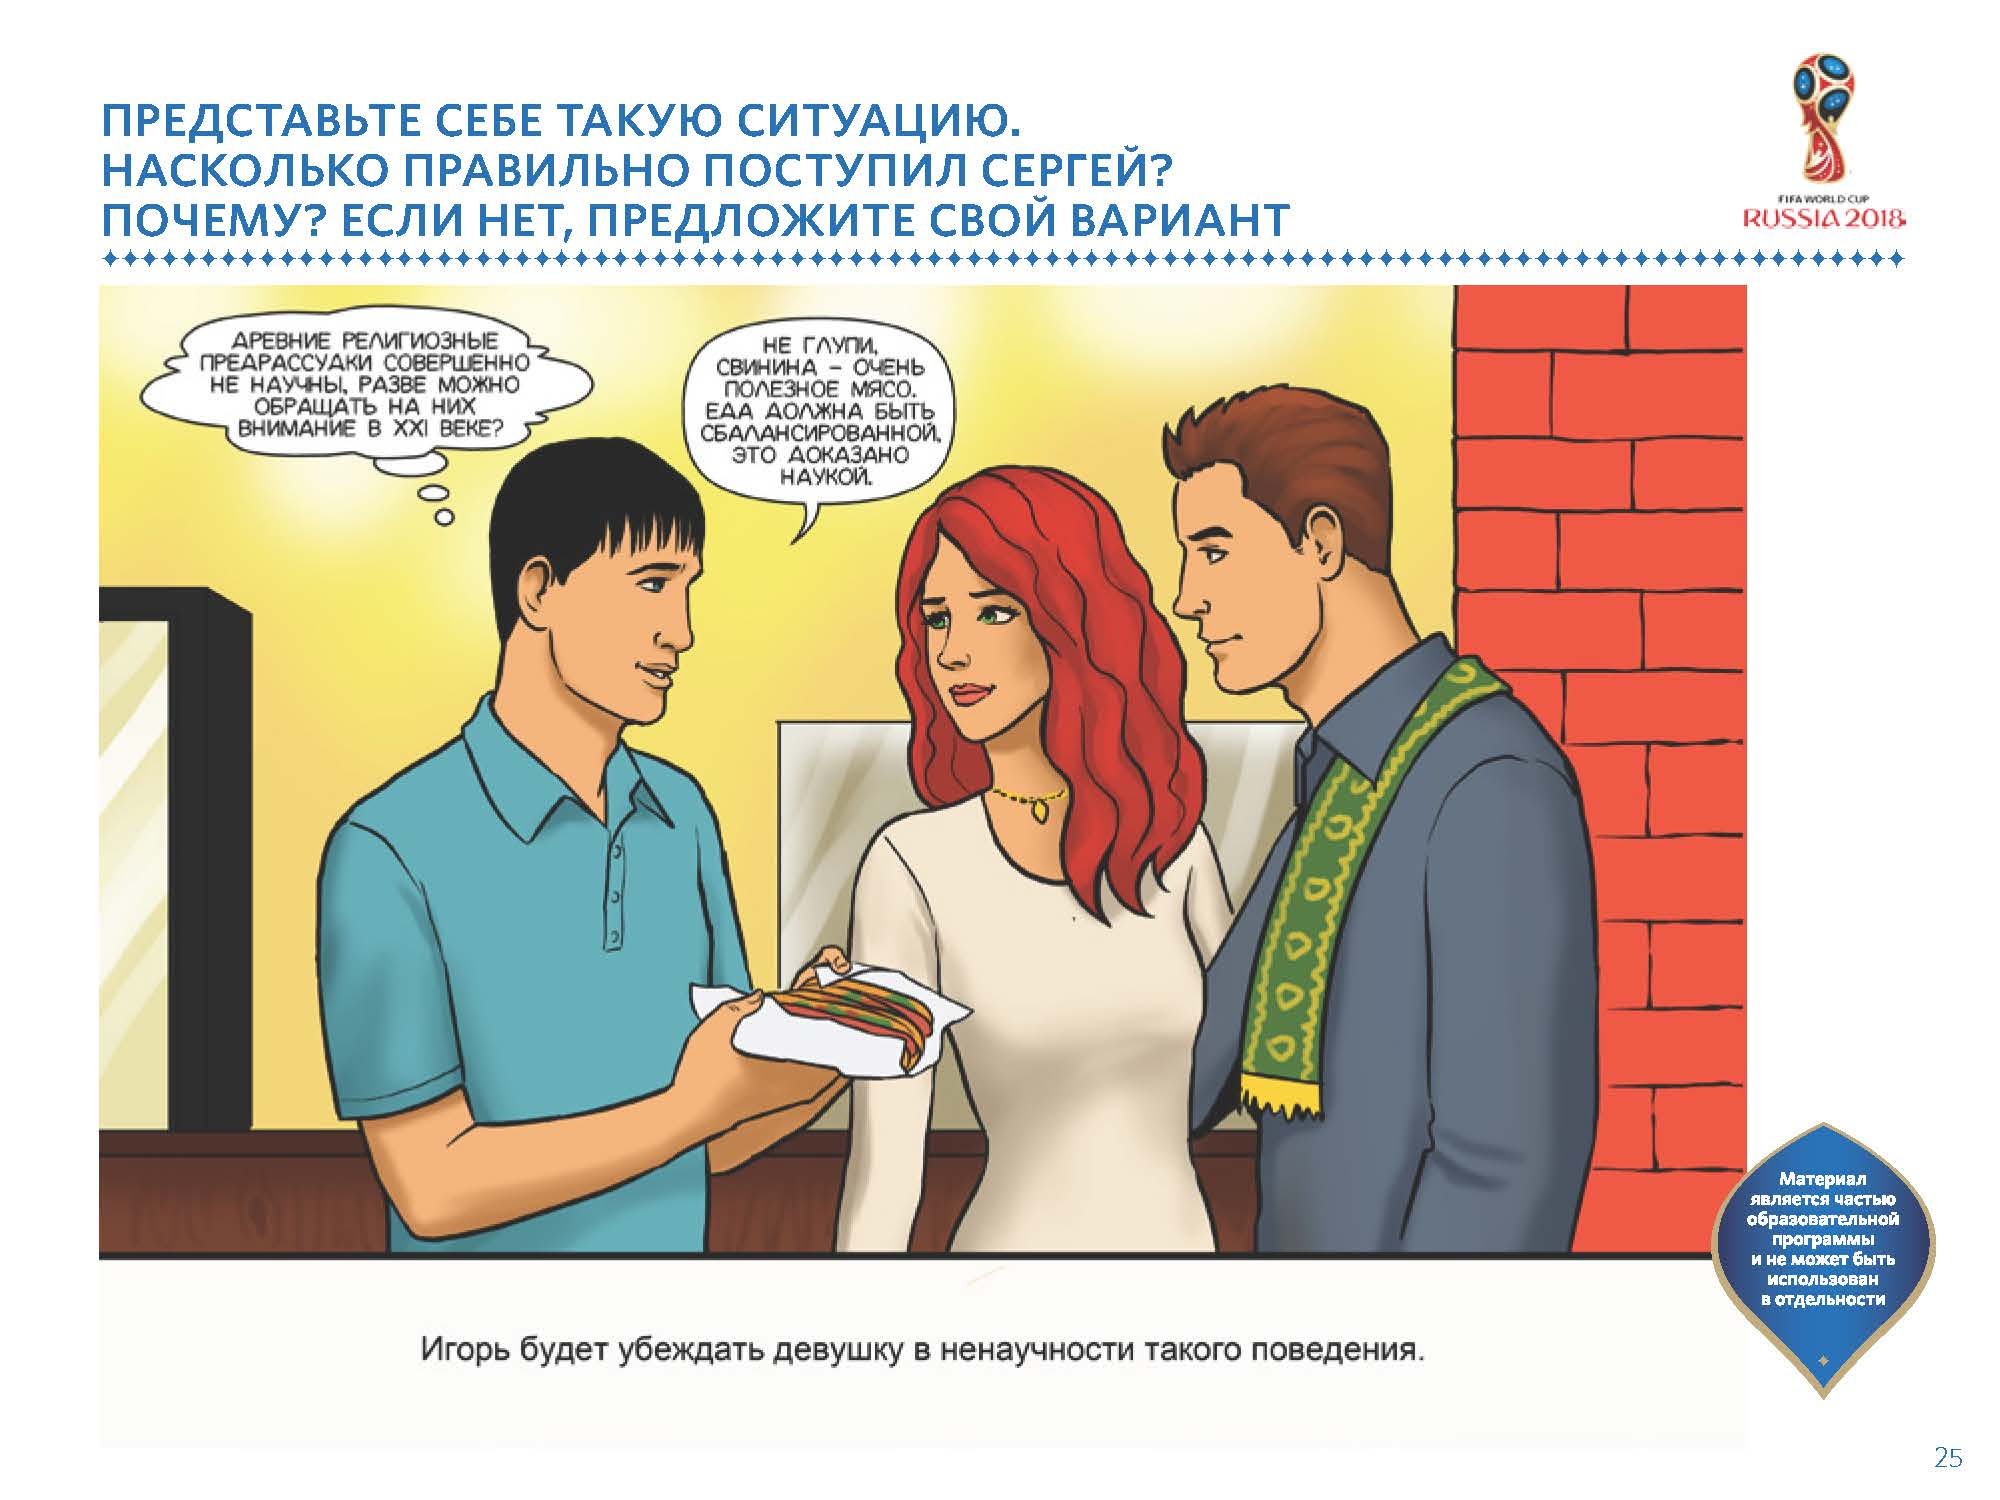 ПРЕДСТАВЬТЕ СЕБЕ ТАКУЮ СИТУАЦИЮ.
НАСКОЛЬКО ПРАВИЛЬНО ПОСТУПИЛ СЕРГЕЙ?
ПОЧЕМУ? ЕСЛИ НЕТ, ПРЕДЛОЖИТЕ СВОЙ ВАРИАНТ
FIFA WORLD CUP
RUSSIA 2018
ДРЕВНИЕ РЕЛИГИОЗНЫЕ
ПРЕДРАССУДКИ СОВЕРШЕННО
НЕ НАУЧНЫ, РАЗВЕ МОЖНО
ОБРАЩАТЬ НА НИХ
ВНИМАНИЕ В XXI ВЕКЕ?
НЕ ГЛУПИ,
СВИНИНА – ОЧЕНЬ
ПОЛЕЗНОЕ МЯСО.
ЕДА ДОЛЖНА БЫТЬ
СБАЛАНСИРОВАННОЙ,
ЭТО ДОКАЗАНО
НАУКОЙ.
Материал
является частью
образовательной
программы
и не может быть
использован
в отдельности
Игорь будет убеждать девушку в ненаучности такого поведения.
25